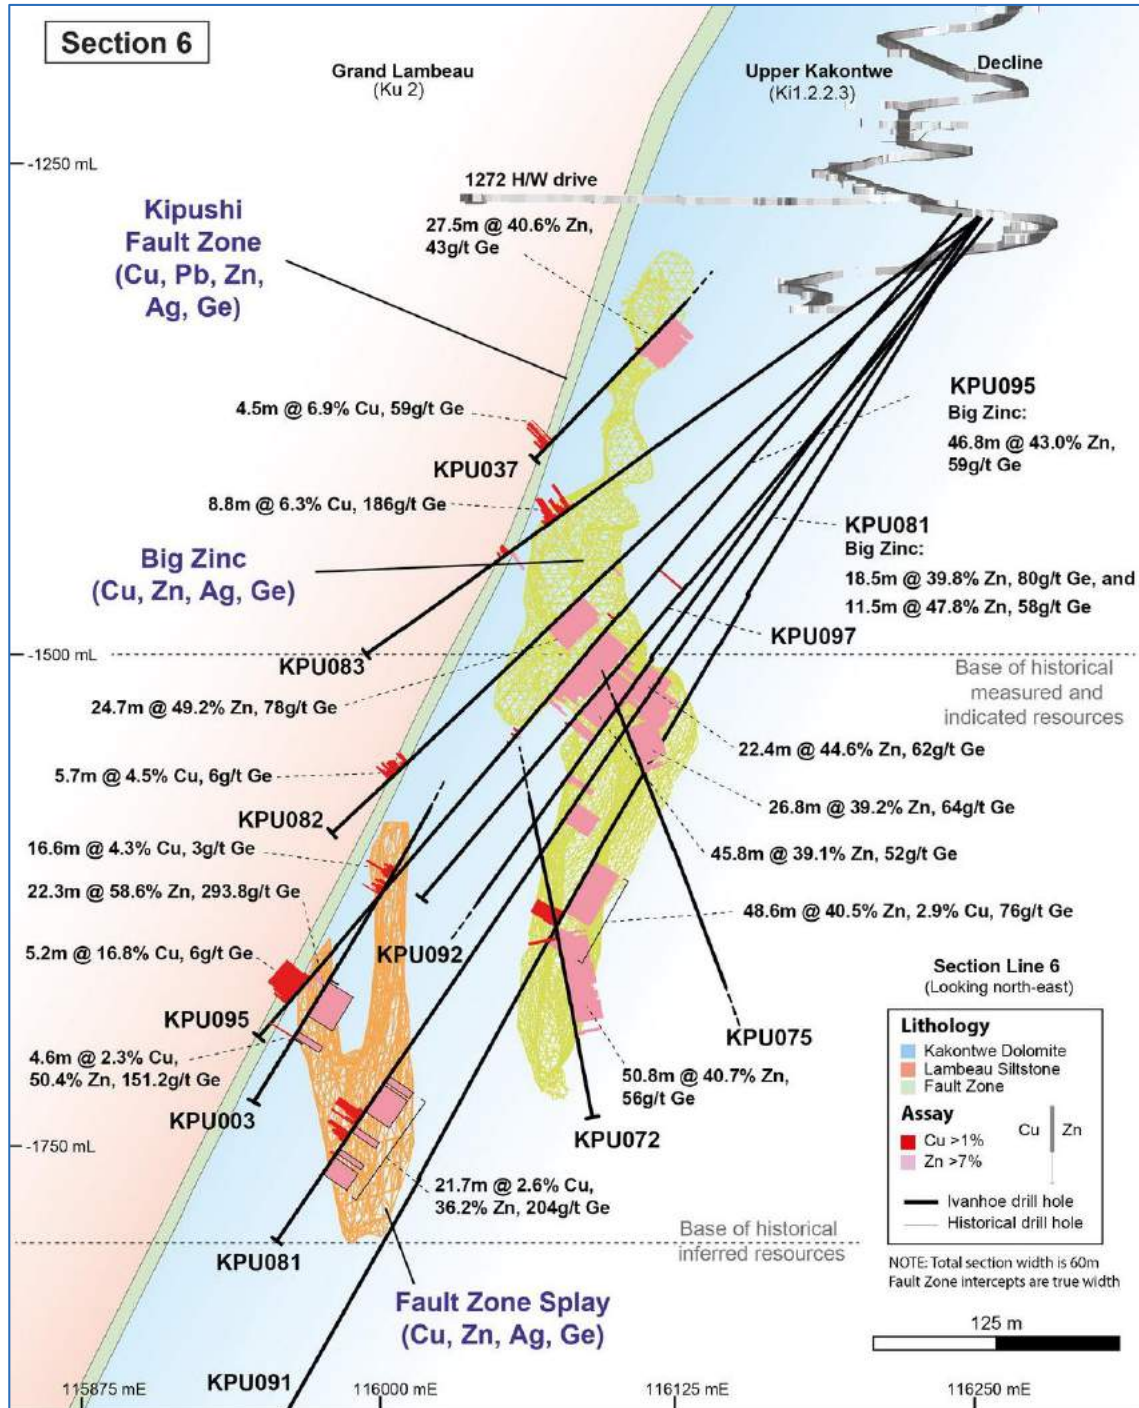 Section 6
Grand Lambeau
(Ku 2)
Upper Kakontwe
(Ki1.2.2.3)
Decline
-1250 mL
1272 H/W drive
Kipushi
Fault Zone
(Cu, Pb, Zn,
Ag, Ge)
27.5m @ 40.6% Zn,
43g/t Ge
4.5m @ 6.9% Cu, 59g/t Ge
KPU037
KPU095
Big Zinc:
46.8m @ 43.0% Zn,
59g/t Ge
8.8m @ 6.3% Cu, 186g/t Ge
KPU081
Big Zinc:
18.5m @ 39.8% Zn, 80g/t Ge, and
11.5m @ 47.8% Zn, 58g/t Ge
Big Zinc
(Cu, Zn, Ag, Ge)
KPU097
-1500 mL
KPU083
Base of historical
measured and
indicated resources
24.7m @ 49.2% Zn, 78g/t Ge
22.4m @ 44.6% Zn, 62g/t Ge
5.7m @ 4.5% Cu, 6g/t Ge
26.8m @ 39.2% Zn, 64g/t Ge
KPU082
16.6m @ 4.3% Cu, 3g/t Ge
45.8m @ 39.1% Zn, 52g/t Ge
22.3m @ 58.6% Zn, 293.8g/t Ge
48.6m @ 40.5% Zn, 2.9% Cu, 76g/t Ge
5.2m @ 16.8% Cu, 6g/t Ge
KPU092
KPU095
KPU075
4.6m @ 2.3% Cu,
50.4% Zn, 151.2g/t Ge
50.8m @ 40.7% Zn,
56g/t Ge
KPU003
KPU072
-1750 mL
21.7m @ 2.6% Cu,
36.2% Zn, 204g/t Ge
KPU081
Base of historical
inferred resources
Fault Zone Splay
(Cu, Zn, Ag, Ge)
KPU091
Section Line 6
(Looking north-east)
Lithology
Kakontwe Dolomite
Lambeau Siltstone
Fault Zone
Assay
Cu >1%
Zn >7%
Cu
Zn
Ivanhoe drill hole
Historical drill hole
NOTE: Total section width is 60m
Fault Zone intercepts are true width
125 m
115875 mE
116000 mE
116125 mE
116250 mE